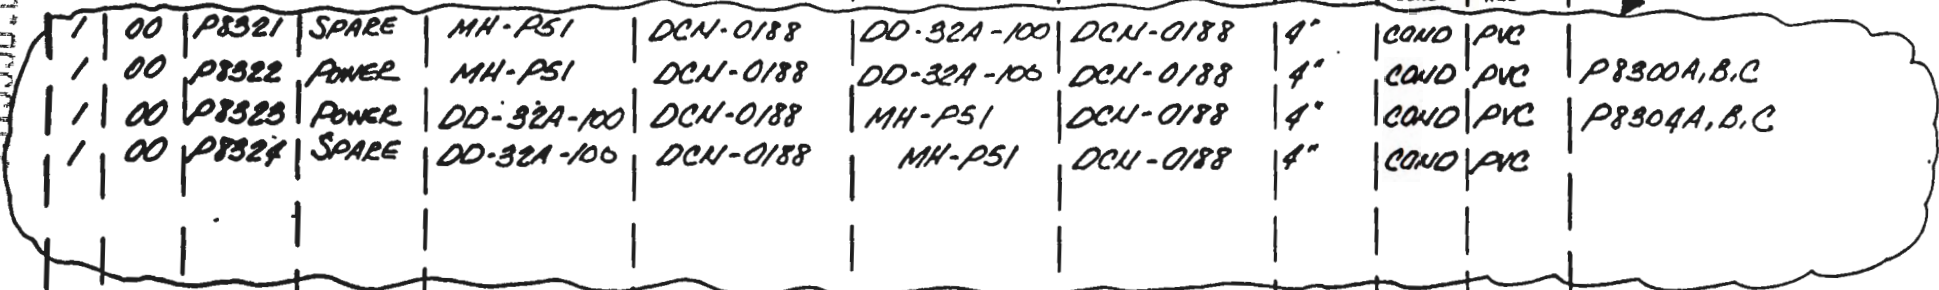 1 00 P8321 SPARE MH-P51 DCN-0188 DD-32A-100 DCN-0188 4" COND PVC
1 00 P8322 POWER MH-P51 DCN-0188 DD-32A-100 DCN-0188 4" COND PVC P8300A,B,C
1 00 P8323 POWER DD-32A-100 DCN-0188 MH-P51 DCN-0188 4" COND PVC P8304A,B,C
1 00 P8324 SPARE DD-32A-100 DCN-0188 MH-P51 DCN-0188 4" COND PVC